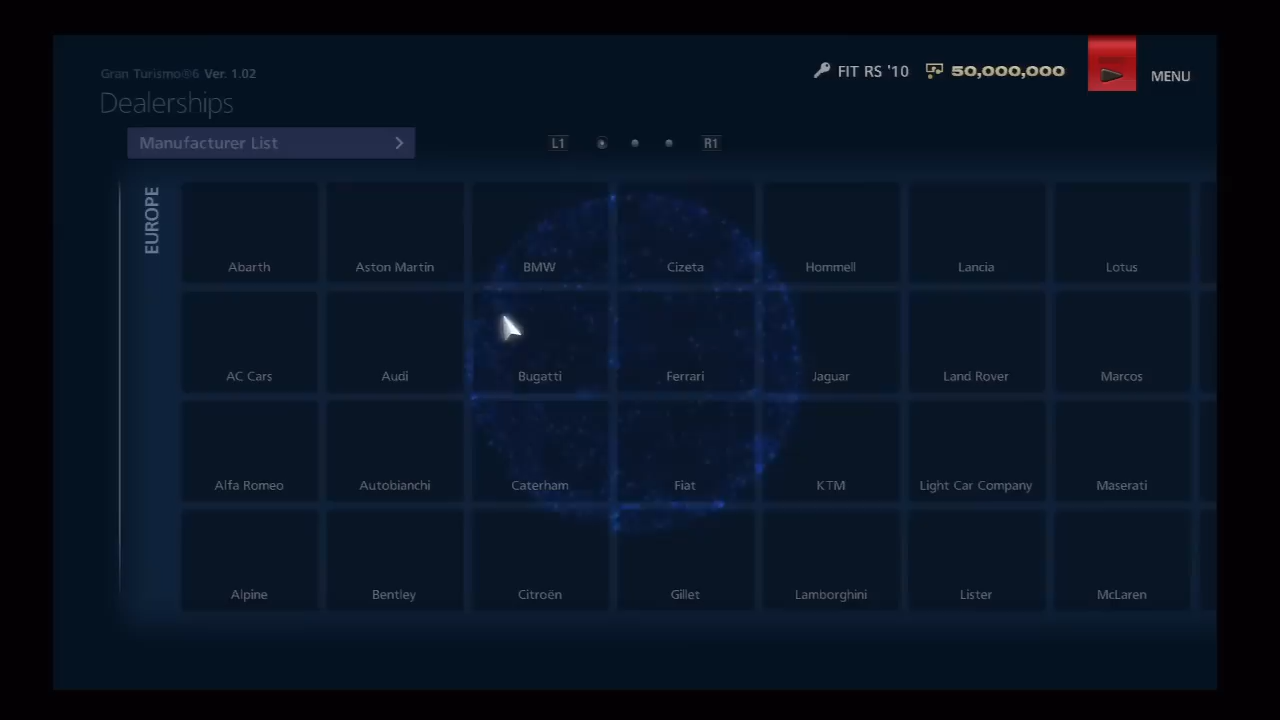 Gran Turismo®6 Ver. 1.02
FIT RS '10 50,000,000
MENU
Dealerships
Manufacturer List
L1 R1
EUROPE
Abarth Aston Martin BMW Cizeta Hommell Lancia Lotus
AC Cars Audi Bugatti Ferrari Jaguar Land Rover Marcos
Alfa Romeo Autobianchi Caterham Fiat KTM Light Car Company Maserati
Alpine Bentley Citroën Gillet Lamborghini Lister McLaren